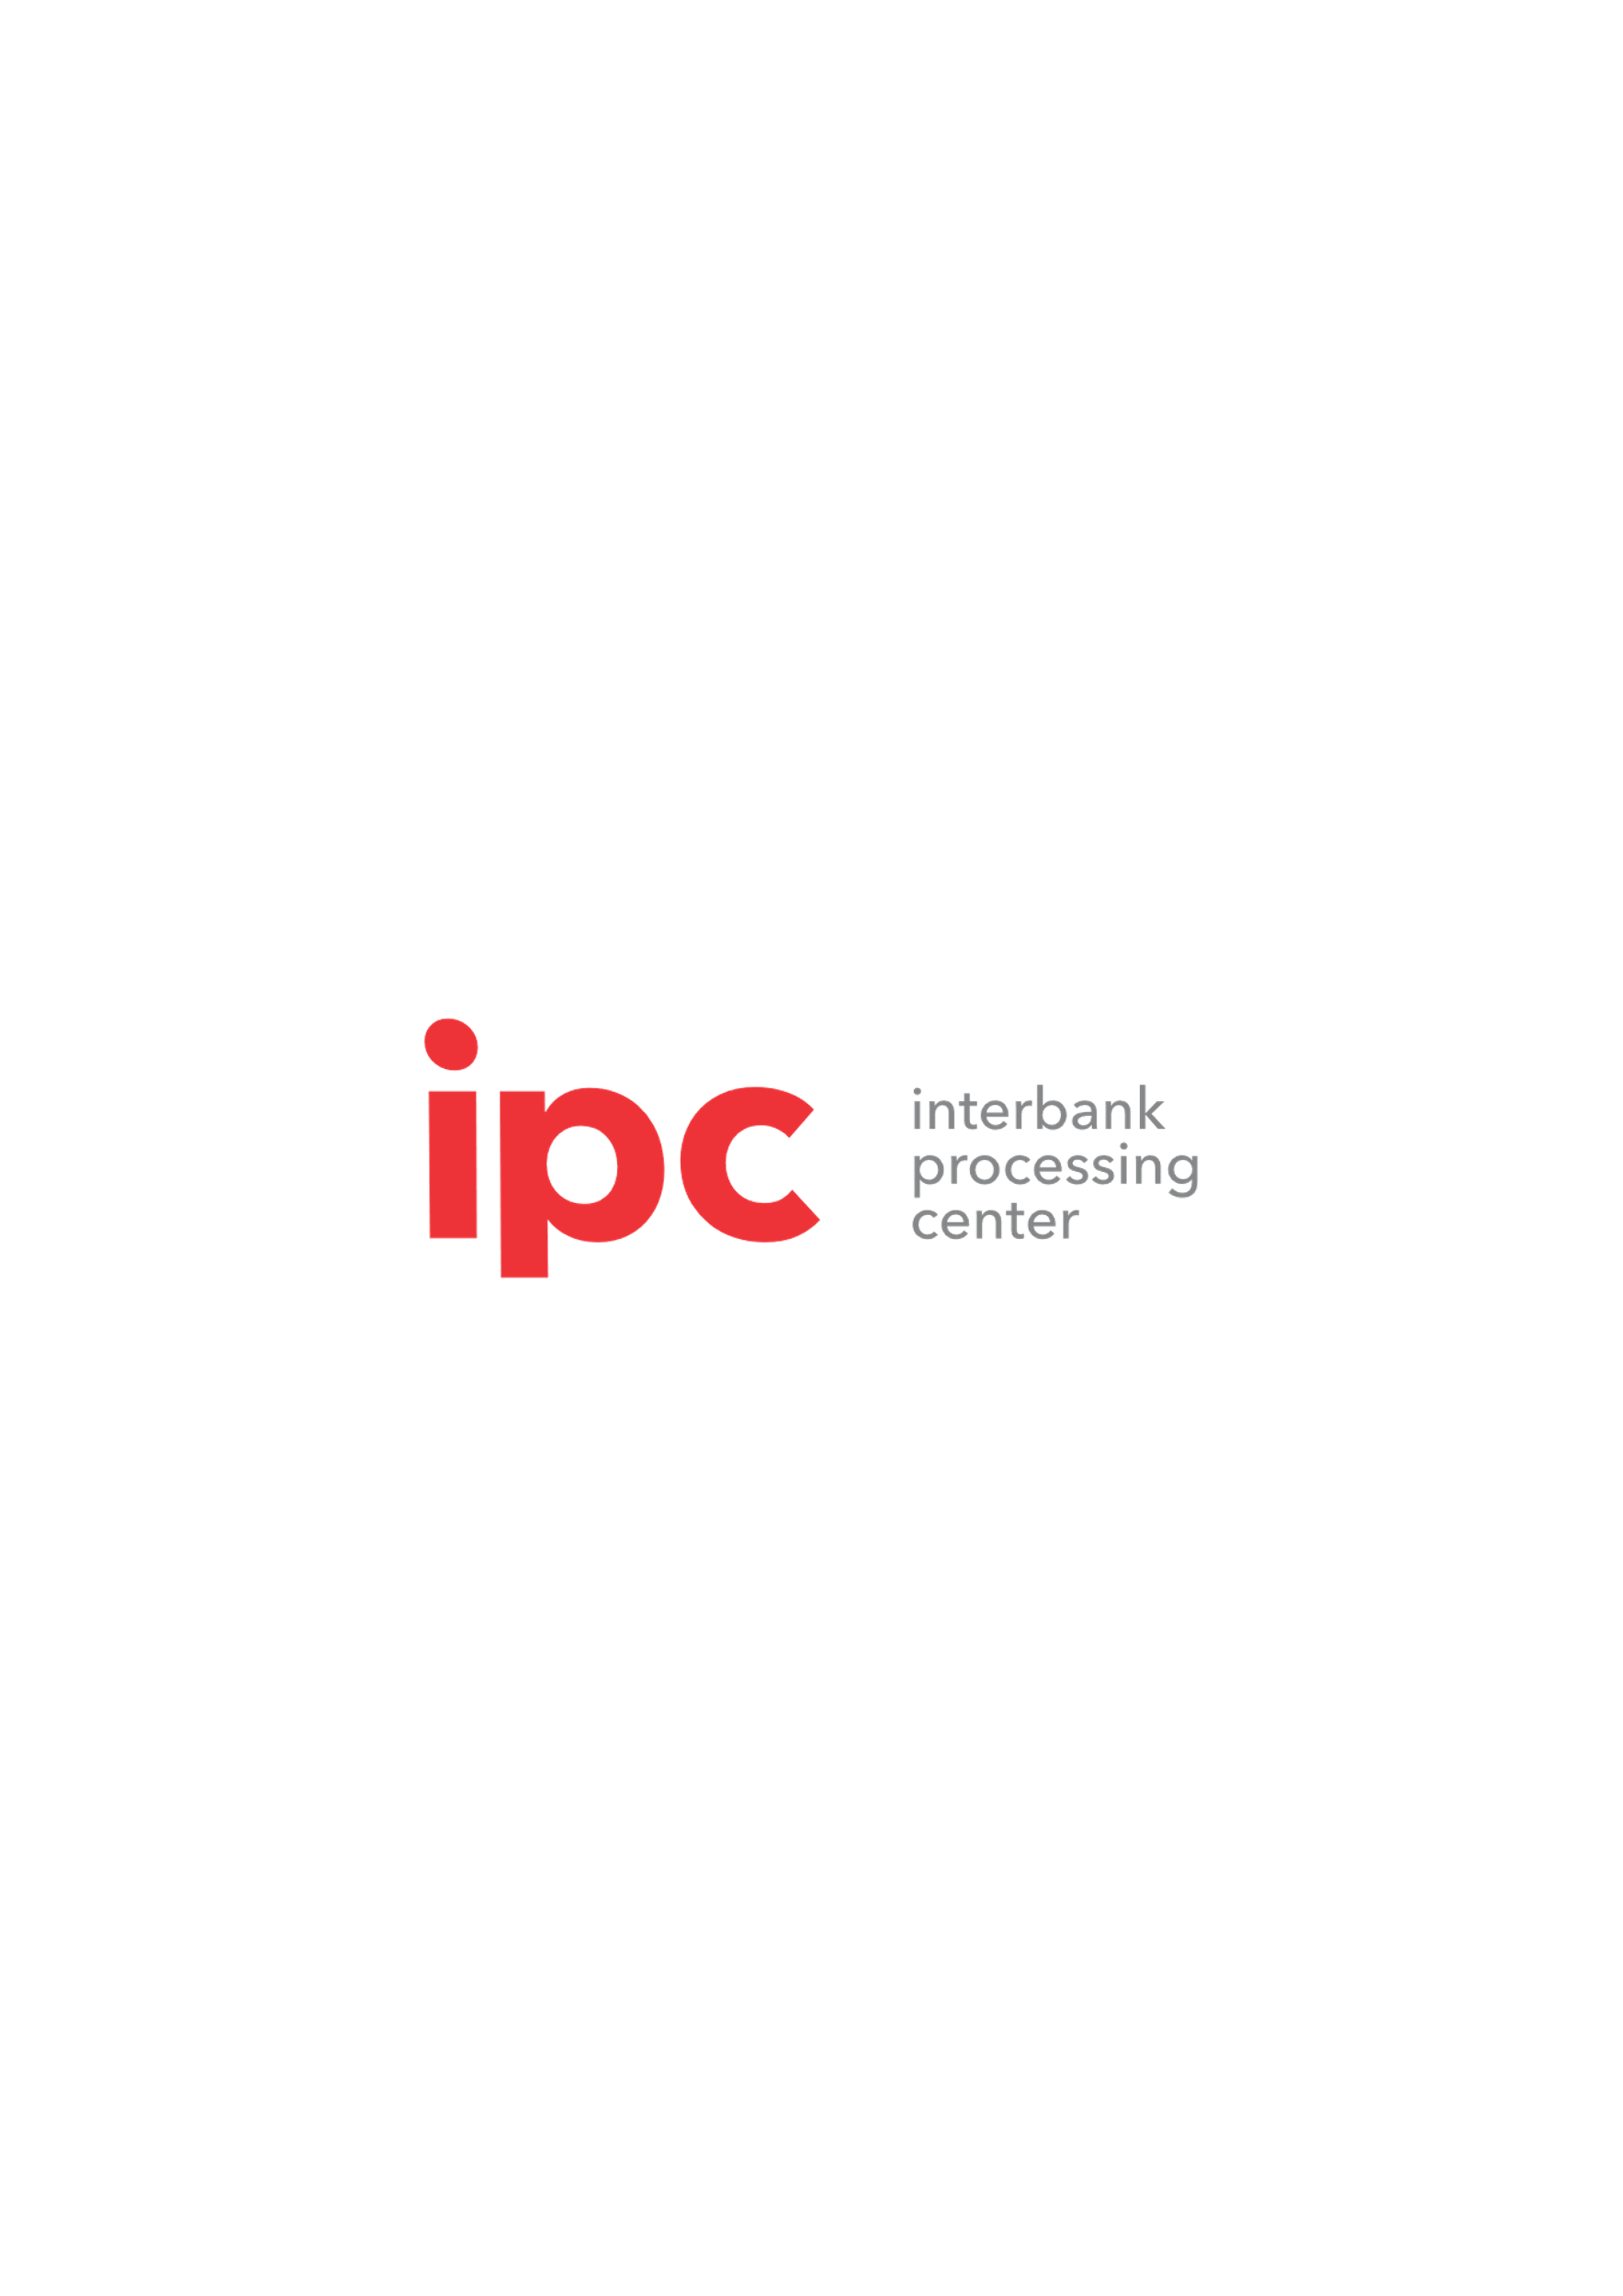 ipc
interbank
processing
center